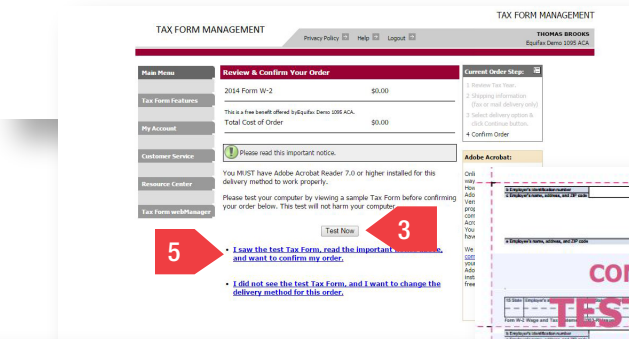 TAX FORM MANAGEMENT
TAX FORM MANAGEMENT
Privacy Policy Help Logout
THOMAS BROOKS
Equifax Demo 1095 ACA
Main Menu
Tax Form Features
My Account
Customer Service
Resource Center
Tax Form webManager
Review & Confirm Your Order
2014 Form W-2 $0.00
This is a free benefit offered byEquifax Demo 1095 ACA.
Total Cost of Order $0.00
Please read this important notice.
You MUST have Adobe Acrobat Reader 7.0 or higher installed for this
delivery method to work properly.
Please test your computer by viewing a sample Tax Form before confirming
your order below. This test will not harm your computer.
Test Now
3
5
I saw the test Tax Form, read the important
and want to confirm my order.
I did not see the test Tax Form, and I want to change the
delivery method for this order.
Current Order Step:
1 Review Tax Year.
2 Shipping information
(fax or mail delivery only)
3 Select delivery option &
click Continue button.
4 Confirm Order
Adobe Acrobat:
b Employer's identification number
c Employer's name, address, and ZIP code
e Employee's name, address, and ZIP code
CO
TEST
15 State
Form W-2 Wage and Tax
b Employer's identification number